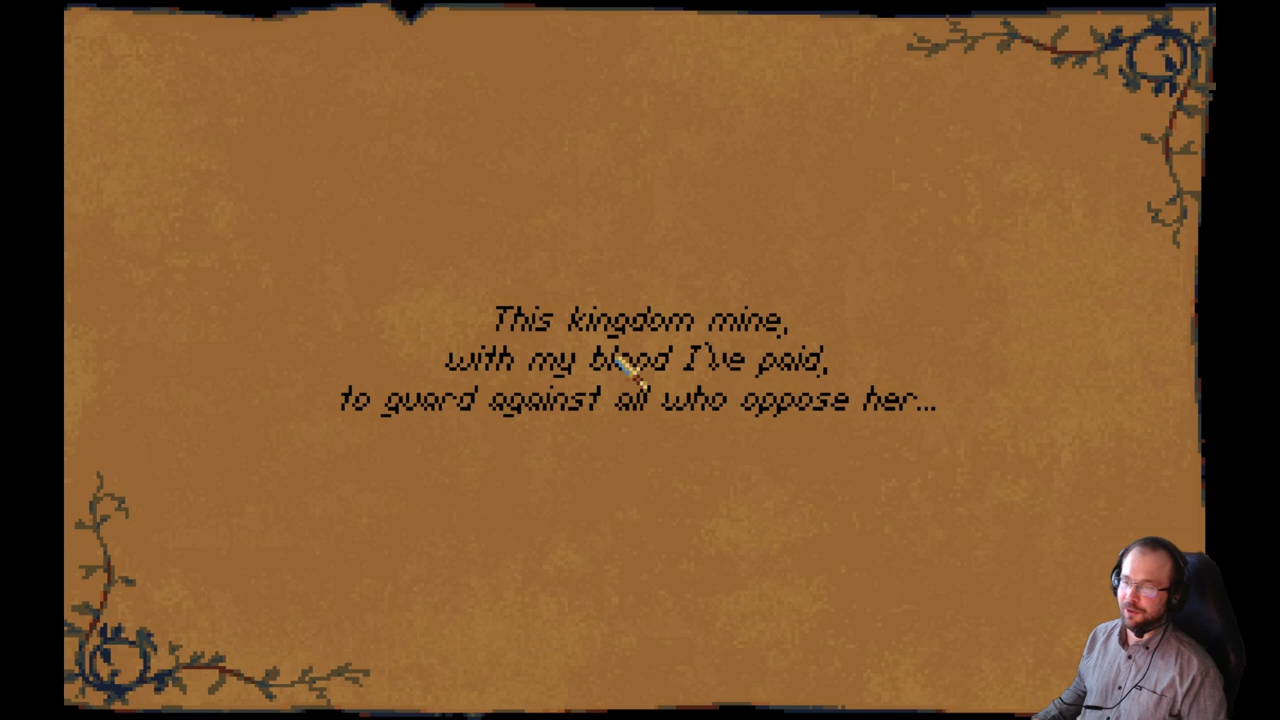 This kingdom mine,
with my blood I've paid,
to guard against all who oppose her...